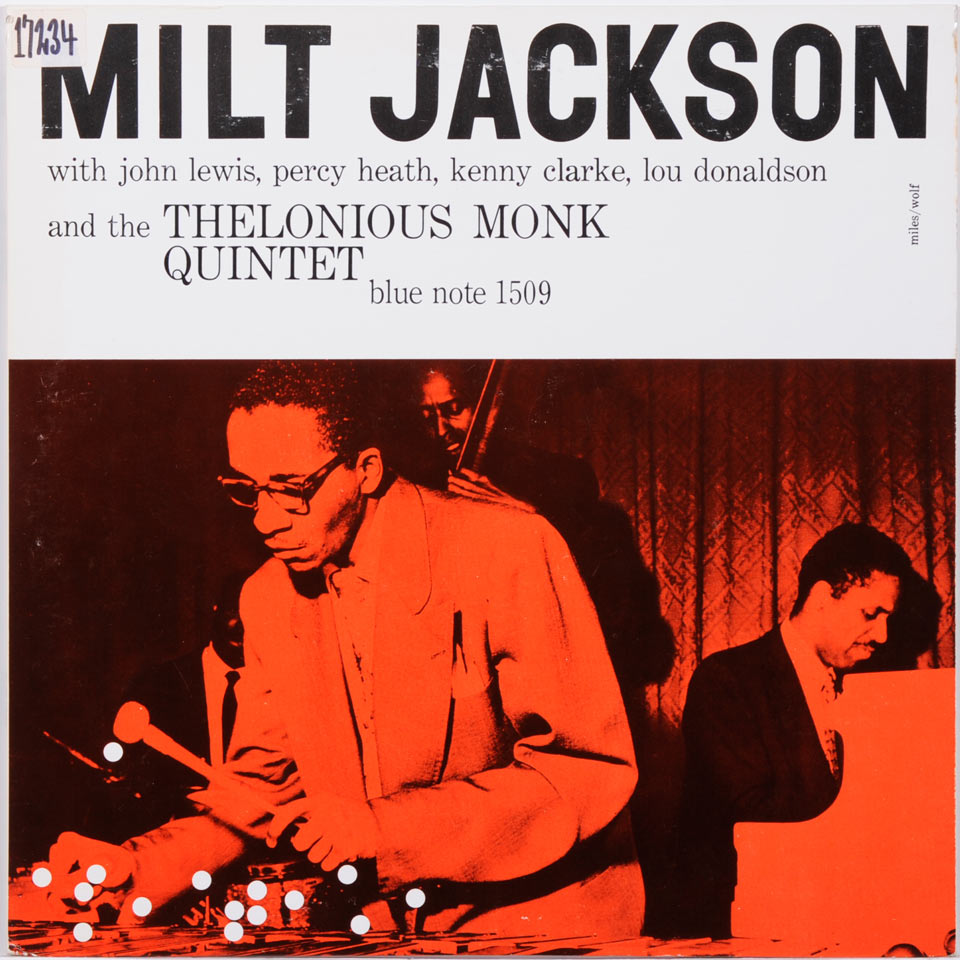 17234
MILT JACKSON
with john lewis, percy heath, kenny clarke, lou donaldson
and the THELONIOUS MONK
QUINTET
blue note 1509
miles/wolf